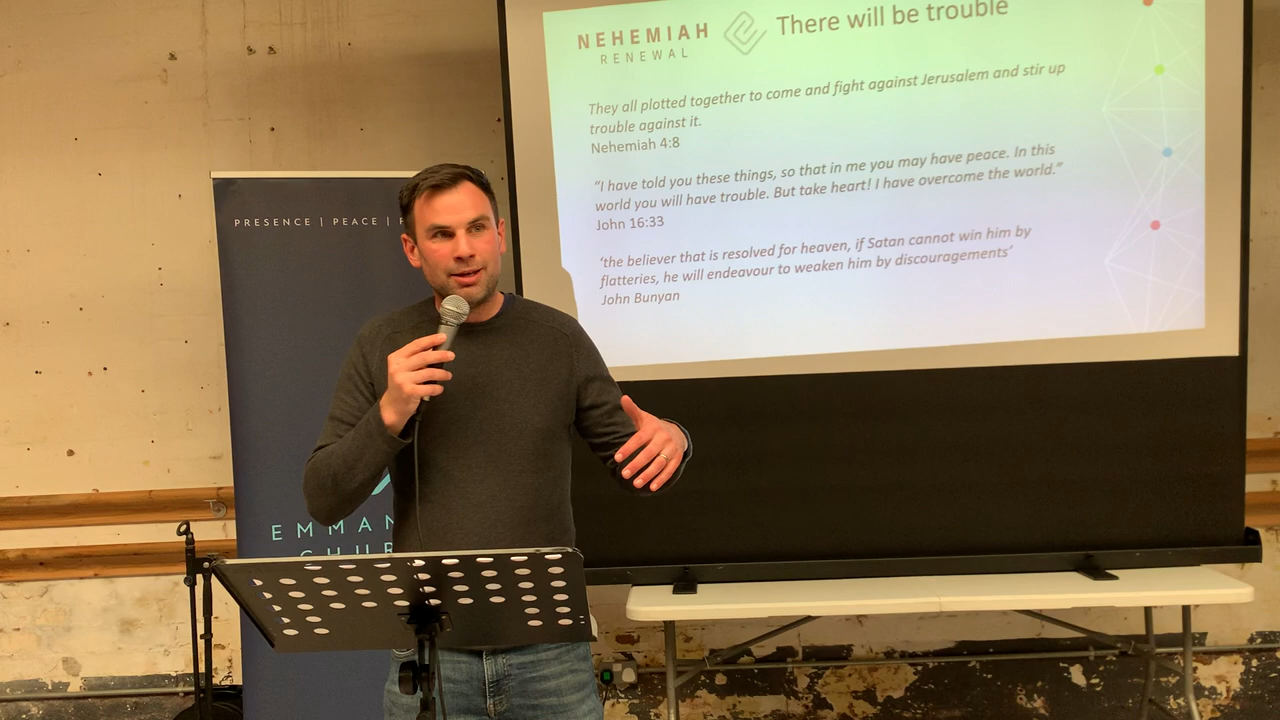 NEHEMIAH
RENEWAL
There will be trouble
They all plotted together to come and fight against Jerusalem and stir up
trouble against it.
Nehemiah 4:8
“I have told you these things, so that in me you may have peace. In this
world you will have trouble. But take heart! I have overcome the world.”
John 16:33
‘the believer that is resolved for heaven, if Satan cannot win him by
flatteries, he will endeavour to weaken him by discouragements’
John Bunyan
PRESENCE | PEACE |
EMMAN
CHUR